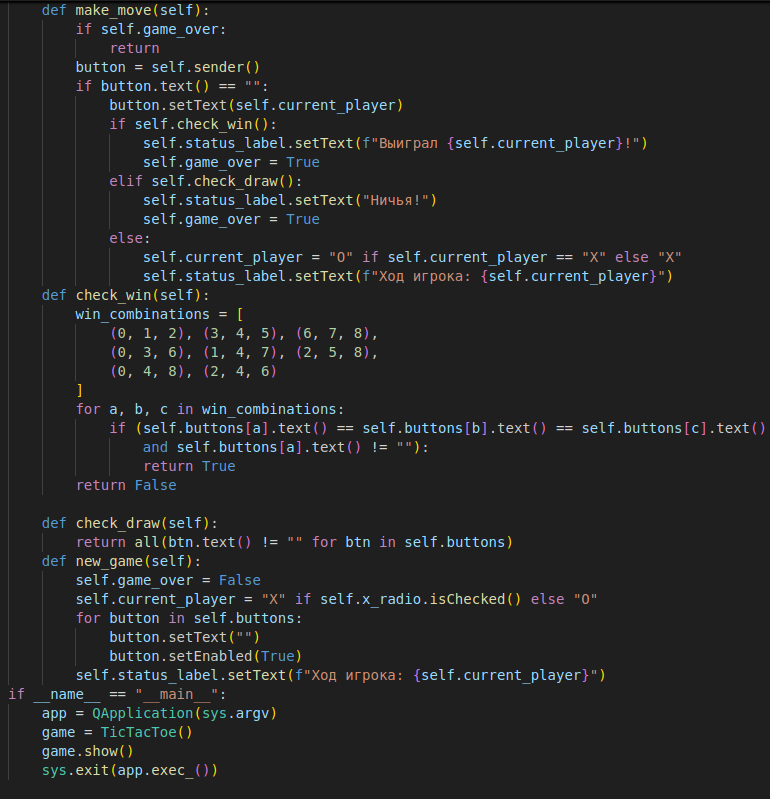 def make_move(self):
        if self.game_over:
            return
        button = self.sender()
        if button.text() == "":
            button.setText(self.current_player)
            if self.check_win():
                self.status_label.setText(f"Выиграл {self.current_player}!")
                self.game_over = True
            elif self.check_draw():
                self.status_label.setText("Ничья!")
                self.game_over = True
            else:
                self.current_player = "O" if self.current_player == "X" else "X"
                self.status_label.setText(f"Ход игрока: {self.current_player}")
    def check_win(self):
        win_combinations = [
            (0, 1, 2), (3, 4, 5), (6, 7, 8),
            (0, 3, 6), (1, 4, 7), (2, 5, 8),
            (0, 4, 8), (2, 4, 6)
        ]
        for a, b, c in win_combinations:
            if (self.buttons[a].text() == self.buttons[b].text() == self.buttons[c].text()
                and self.buttons[a].text() != ""):
                return True
        return False

    def check_draw(self):
        return all(btn.text() != "" for btn in self.buttons)
    def new_game(self):
        self.game_over = False
        self.current_player = "X" if self.x_radio.isChecked() else "O"
        for button in self.buttons:
            button.setText("")
            button.setEnabled(True)
        self.status_label.setText(f"Ход игрока: {self.current_player}")
if __name__ == "__main__":
    app = QApplication(sys.argv)
    game = TicTacToe()
    game.show()
    sys.exit(app.exec_())